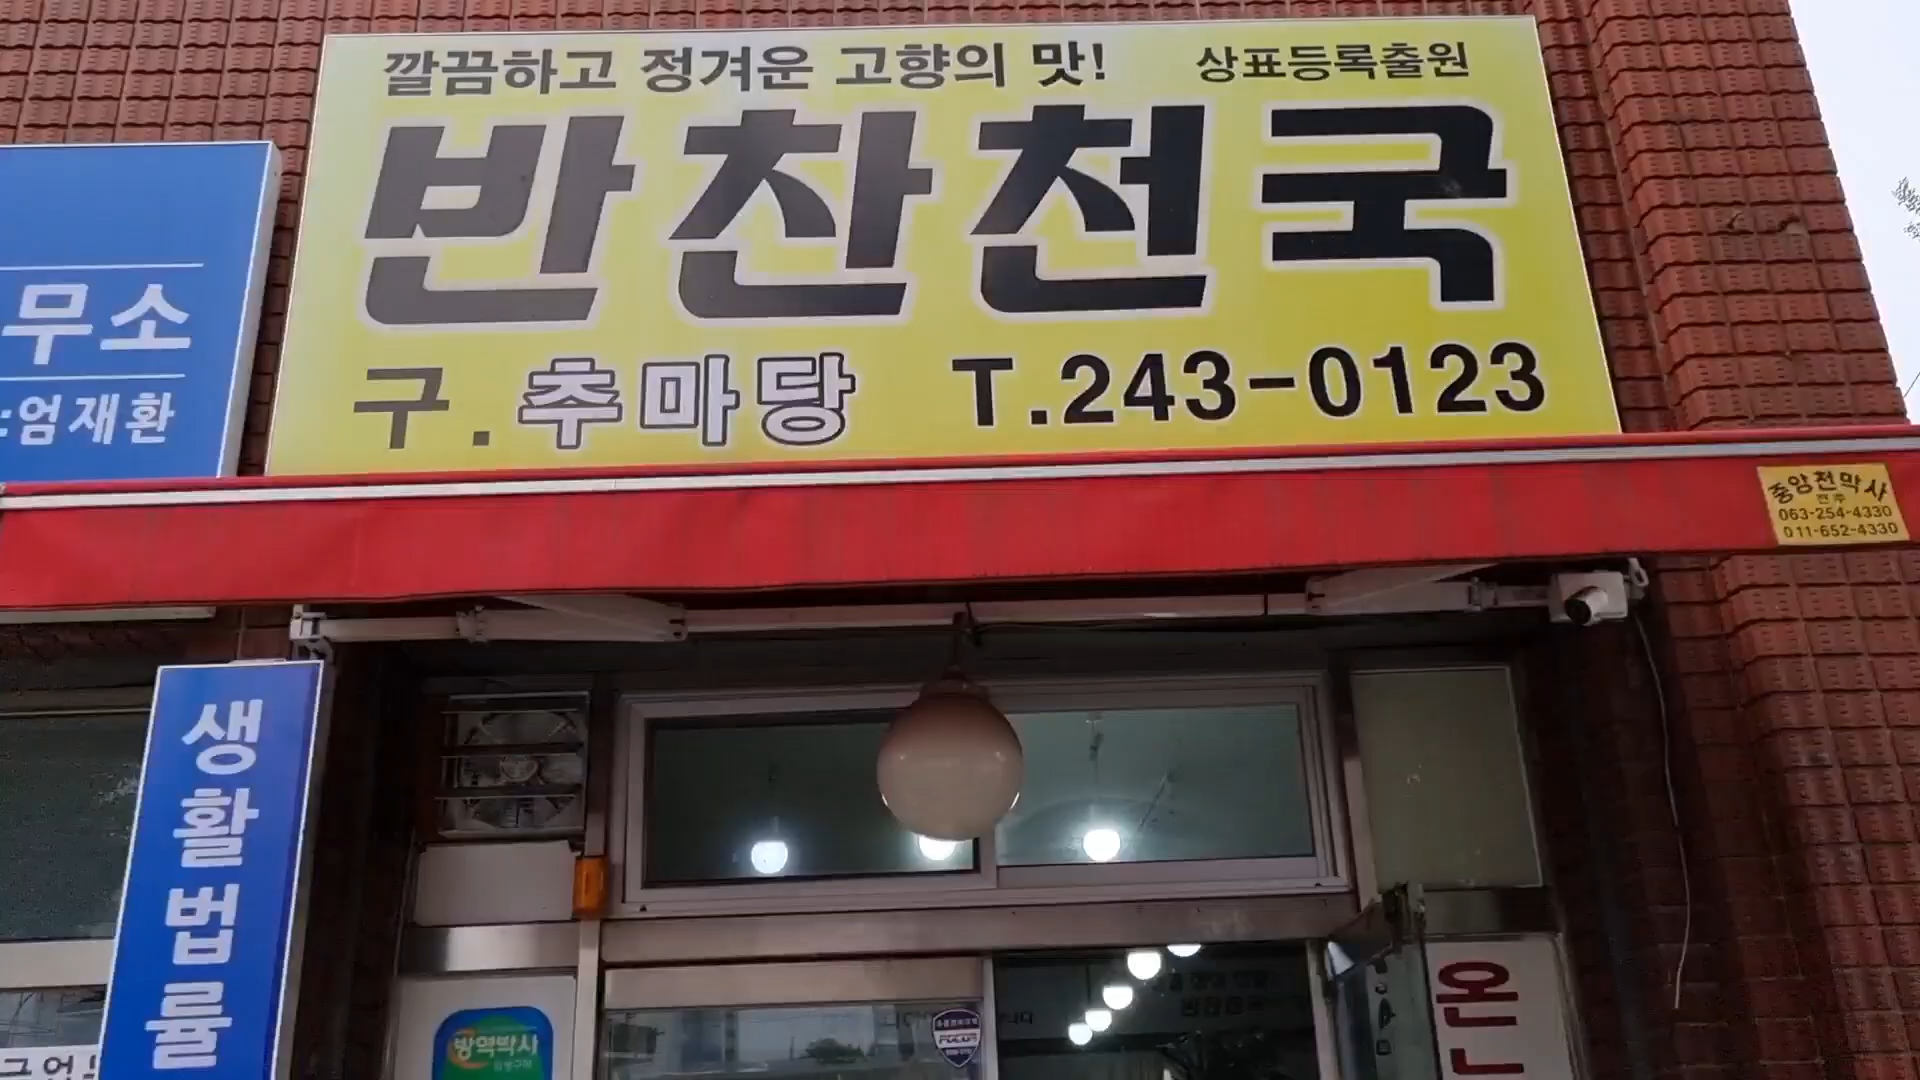 깔끔하고 정겨운 고향의 맛! 상표등록출원
반찬천국
구.추마당 T.243-0123
무소
:엄재환
중앙천막사
전주
063-254-4330
011-652-4330
생활법률
방역박사
온